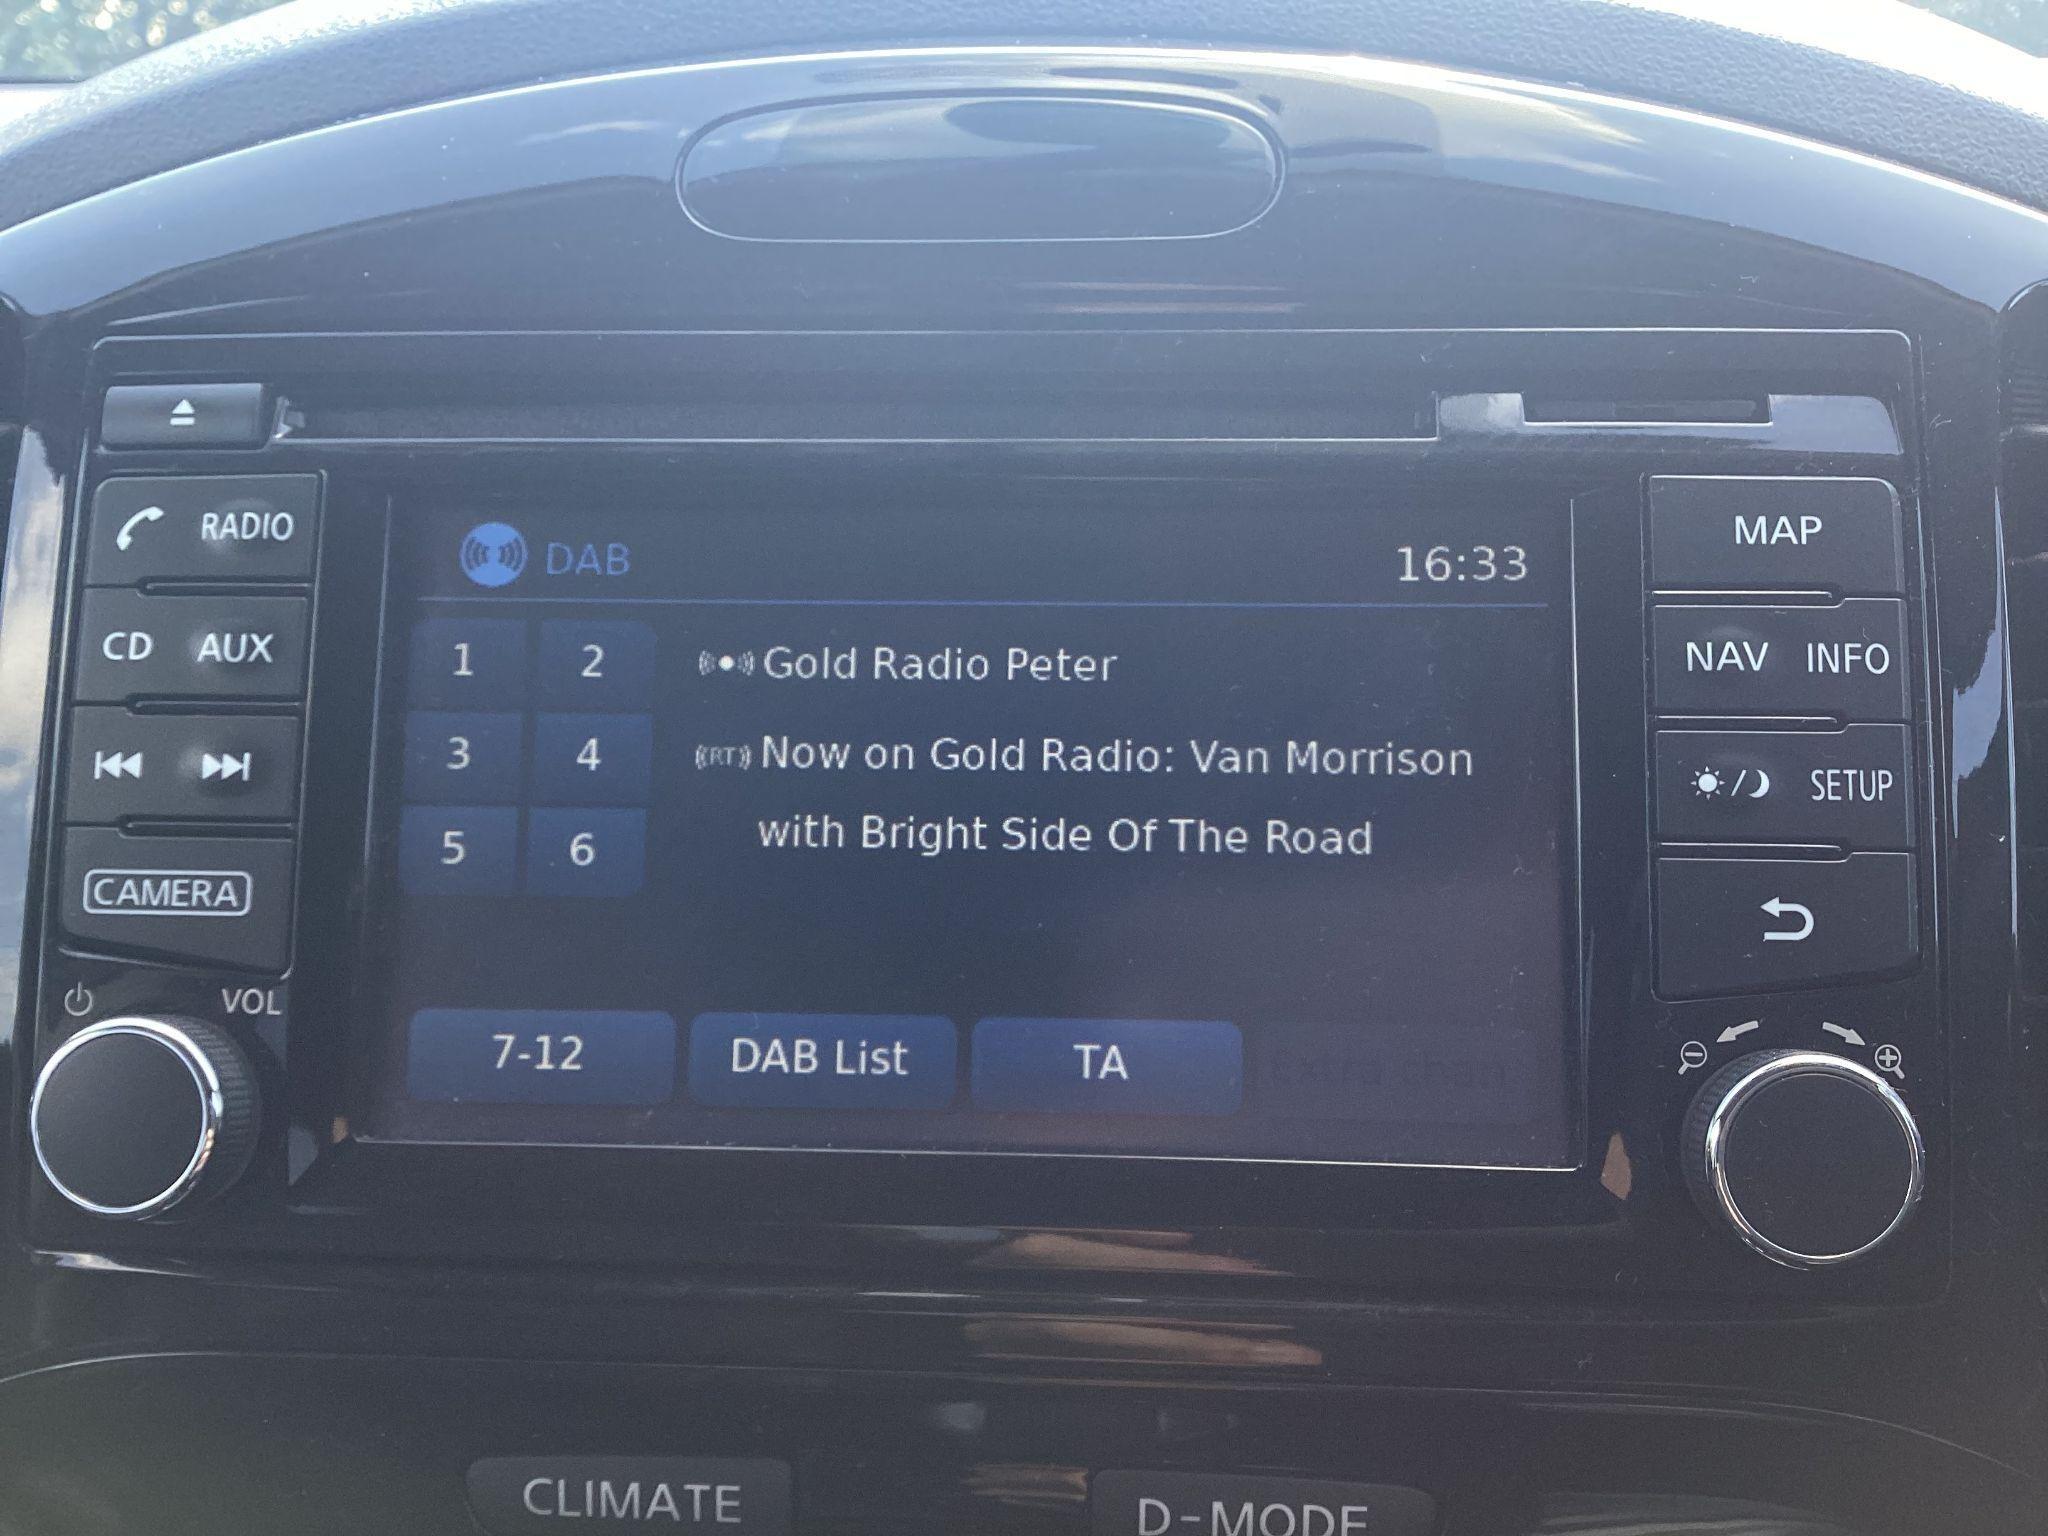 RADIO
CD AUX
CAMERA
VOL
DAB
16:33
1 2
3 4
5 6
Gold Radio Peter
RT Now on Gold Radio: Van Morrison
with Bright Side Of The Road
7-12
DAB List
TA
MAP
NAV INFO
SETUP
CLIMATE
D-MODE